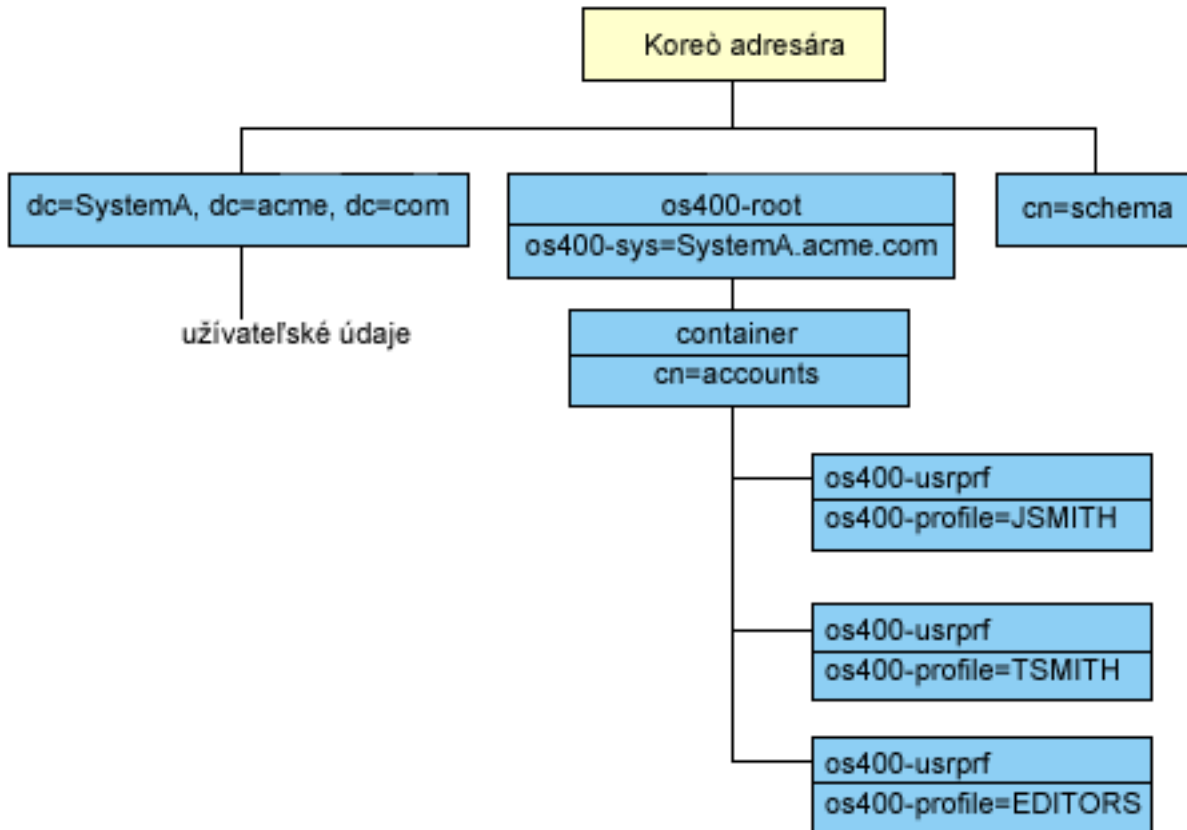 Koreò adresára
dc=SystemA, dc=acme, dc=com
os400-root
os400-sys=SystemA.acme.com
cn=schema
užívateľské údaje
container
cn=accounts
os400-usrprf
os400-profile=JSMITH
os400-usrprf
os400-profile=TSMITH
os400-usrprf
os400-profile=EDITORS